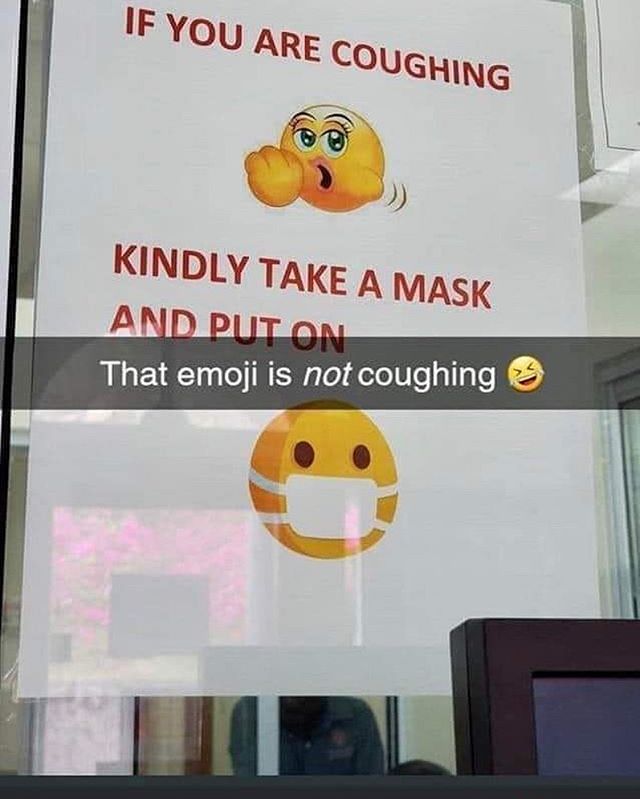 IF YOU ARE COUGHING
KINDLY TAKE A MASK
AND PUT ON
That emoji is not coughing 🤣